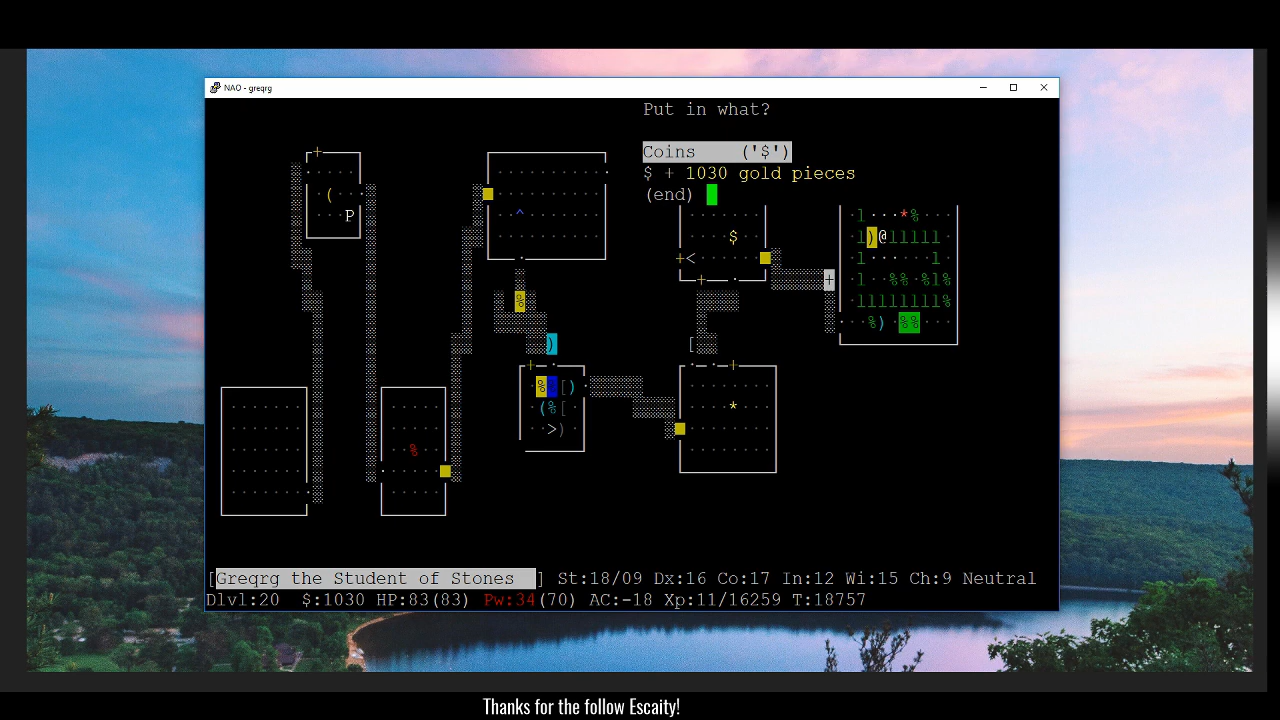 NAO - greqrg
Put in what?
Coins ('$')
$ + 1030 gold pieces
(end)
[Greqrg the Student of Stones ] St:18/09 Dx:16 Co:17 In:12 Wi:15 Ch:9 Neutral
Dlvl:20 $:1030 HP:83(83) Pw:34(70) AC:-18 Xp:11/16259 T:18757
Thanks for the follow Escaity!